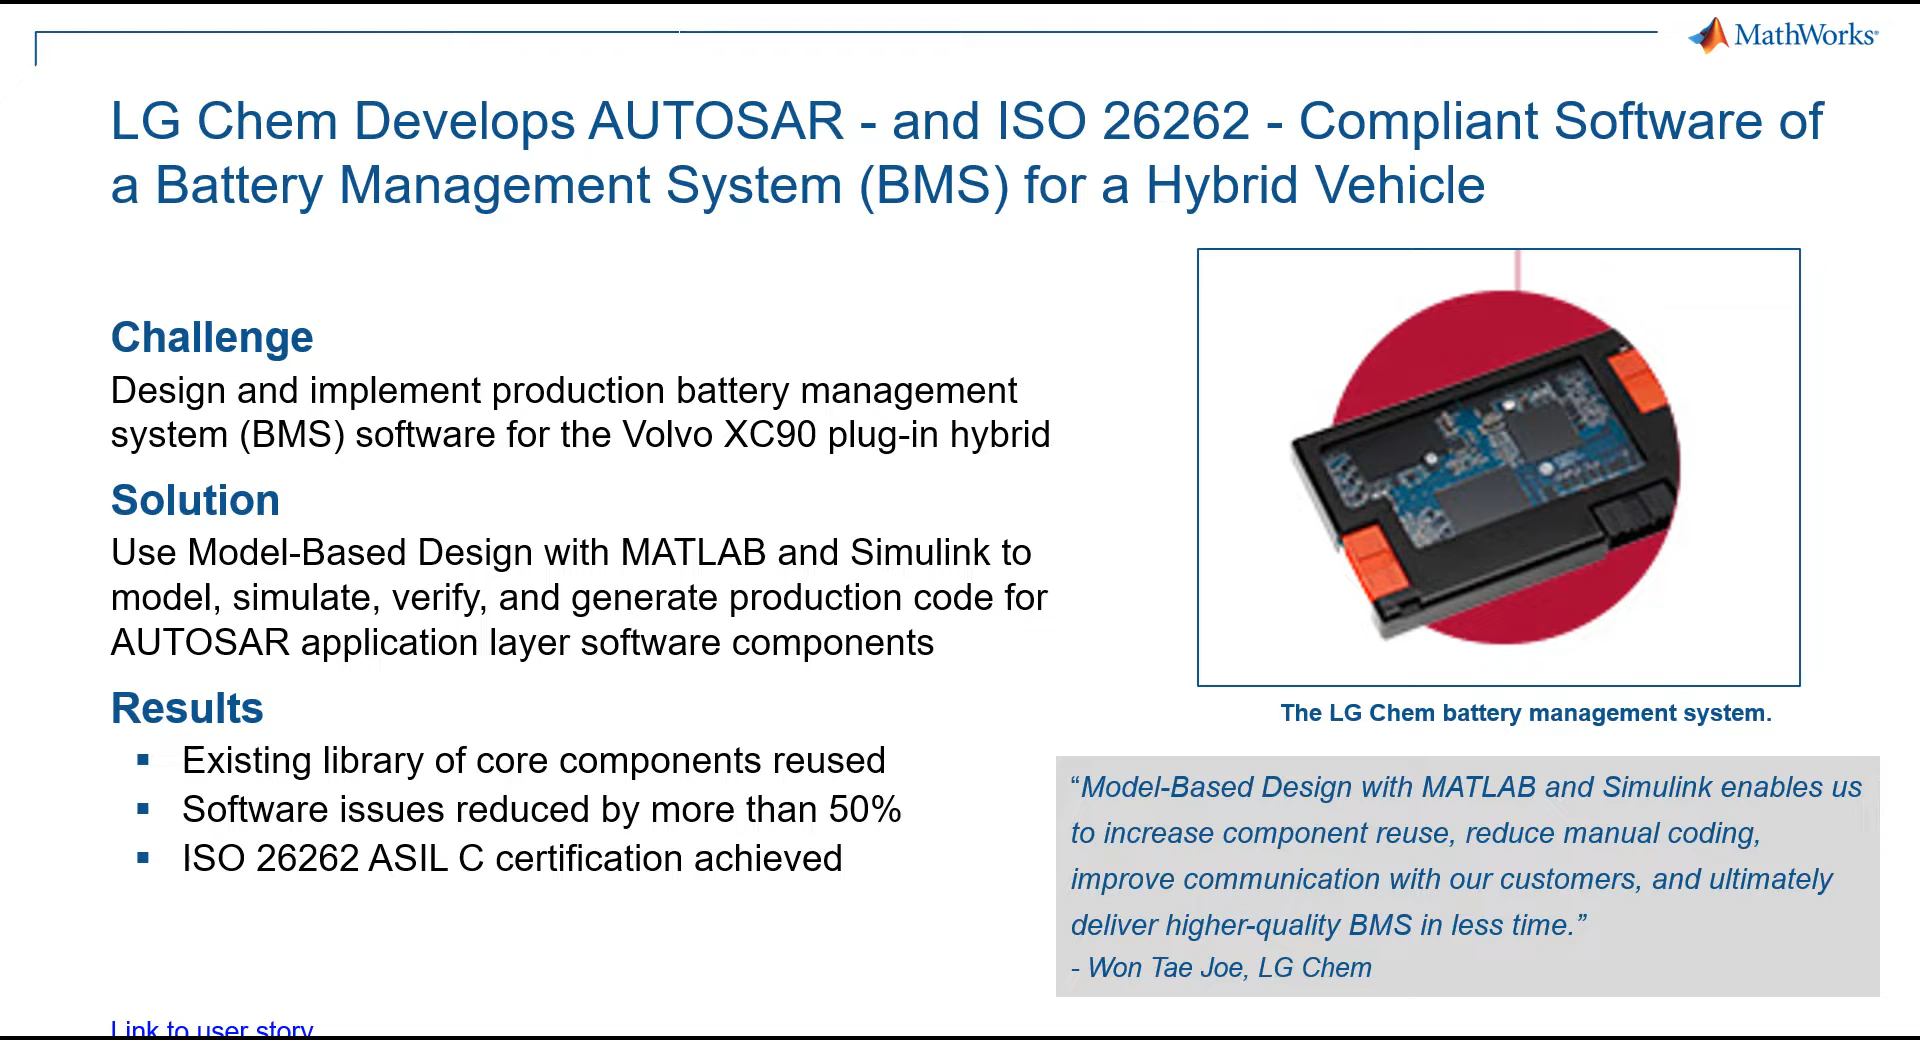 MathWorks®
LG Chem Develops AUTOSAR - and ISO 26262 - Compliant Software of
a Battery Management System (BMS) for a Hybrid Vehicle
Challenge
Design and implement production battery management
system (BMS) software for the Volvo XC90 plug-in hybrid
Solution
Use Model-Based Design with MATLAB and Simulink to
model, simulate, verify, and generate production code for
AUTOSAR application layer software components
Results
▪ Existing library of core components reused
▪ Software issues reduced by more than 50%
▪ ISO 26262 ASIL C certification achieved
The LG Chem battery management system.
“Model-Based Design with MATLAB and Simulink enables us
to increase component reuse, reduce manual coding,
improve communication with our customers, and ultimately
deliver higher-quality BMS in less time.”
- Won Tae Joe, LG Chem
Link to user story